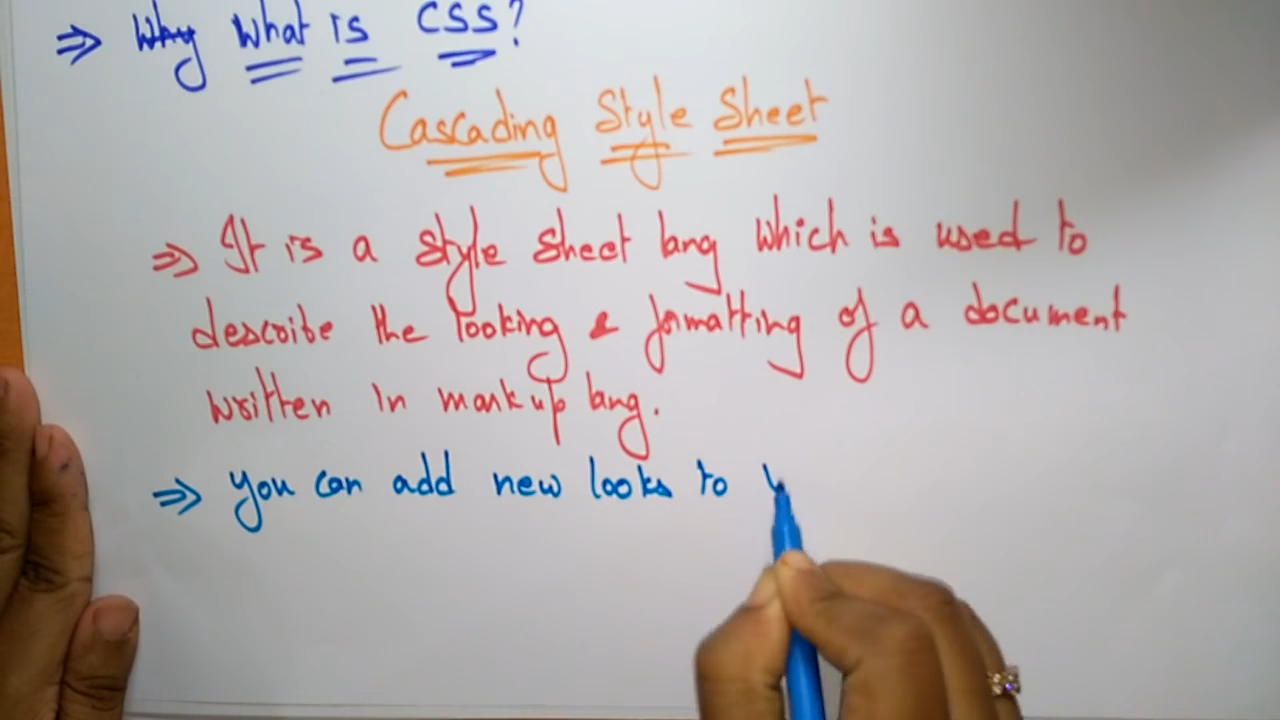 ⇒ Why What is CSS?
Cascading Style Sheet
⇒ It is a style sheet lang which is used to
describe the looking & formatting of a document
written in markup lang.
⇒ you can add new looks to